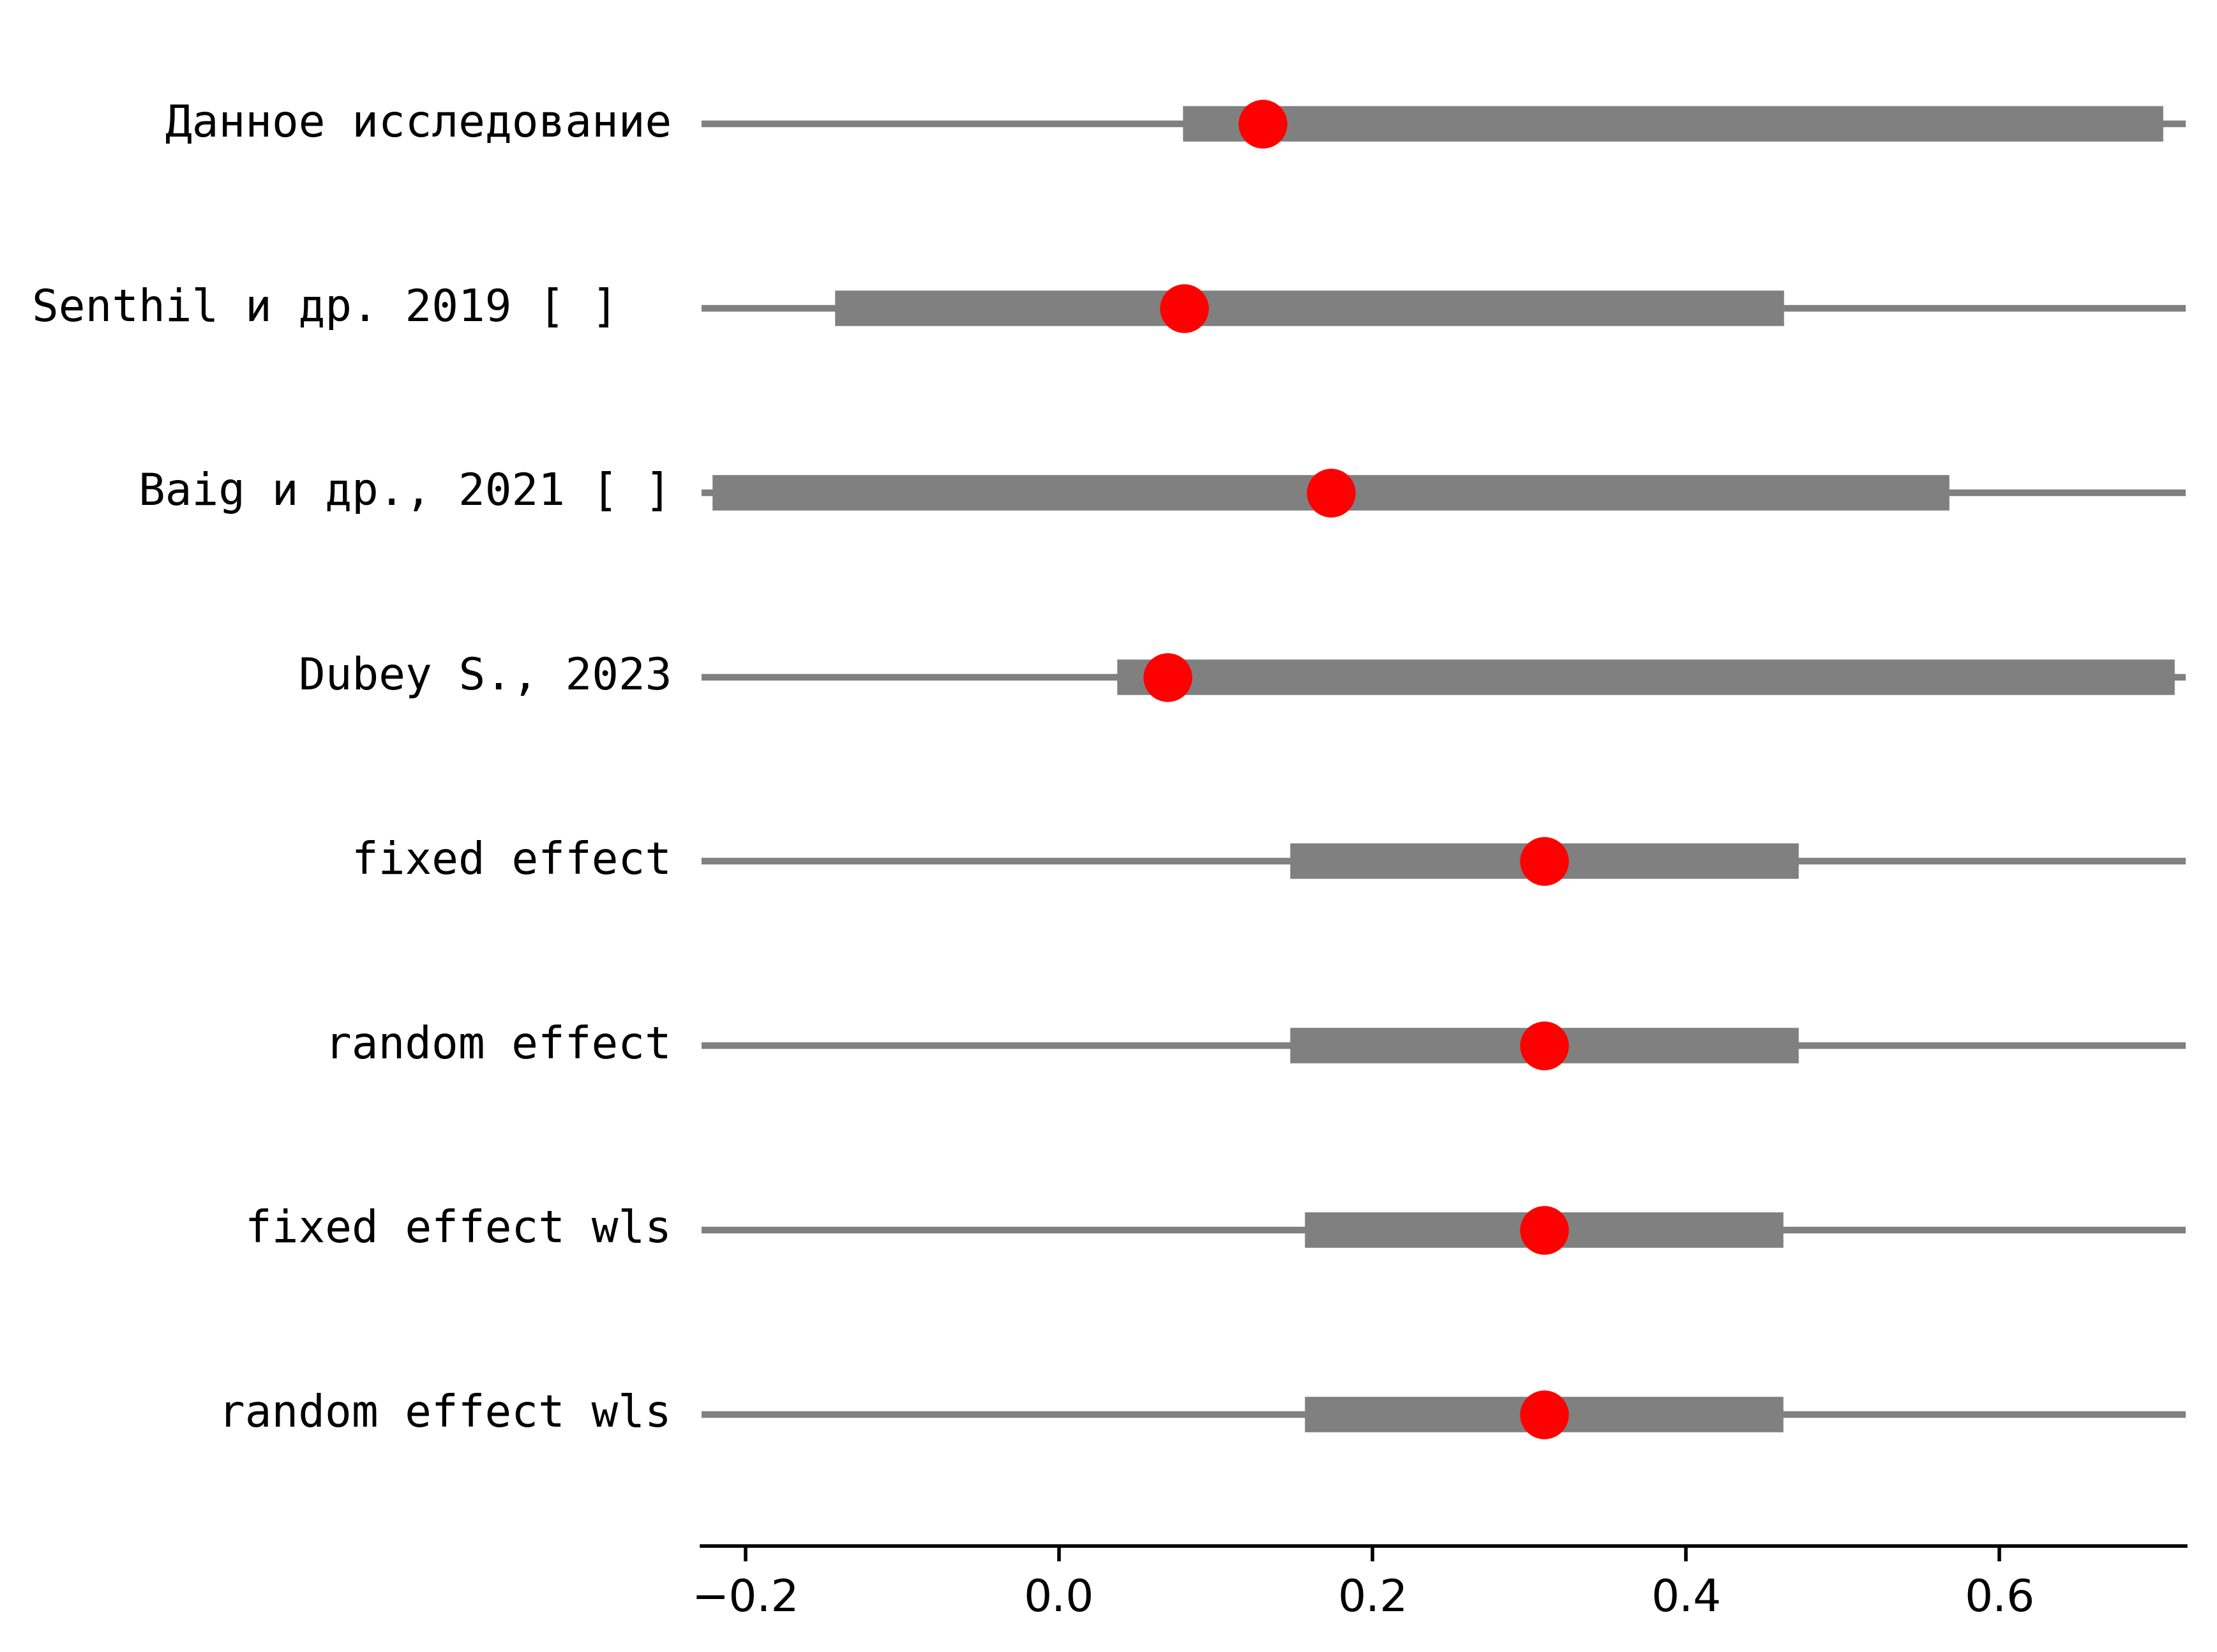 Данное исследование
Senthil и др. 2019 [ ]
Baig и др., 2021 [ ]
Dubey S., 2023
fixed effect
random effect
fixed effect wls
random effect wls
−0.2 0.0 0.2 0.4 0.6